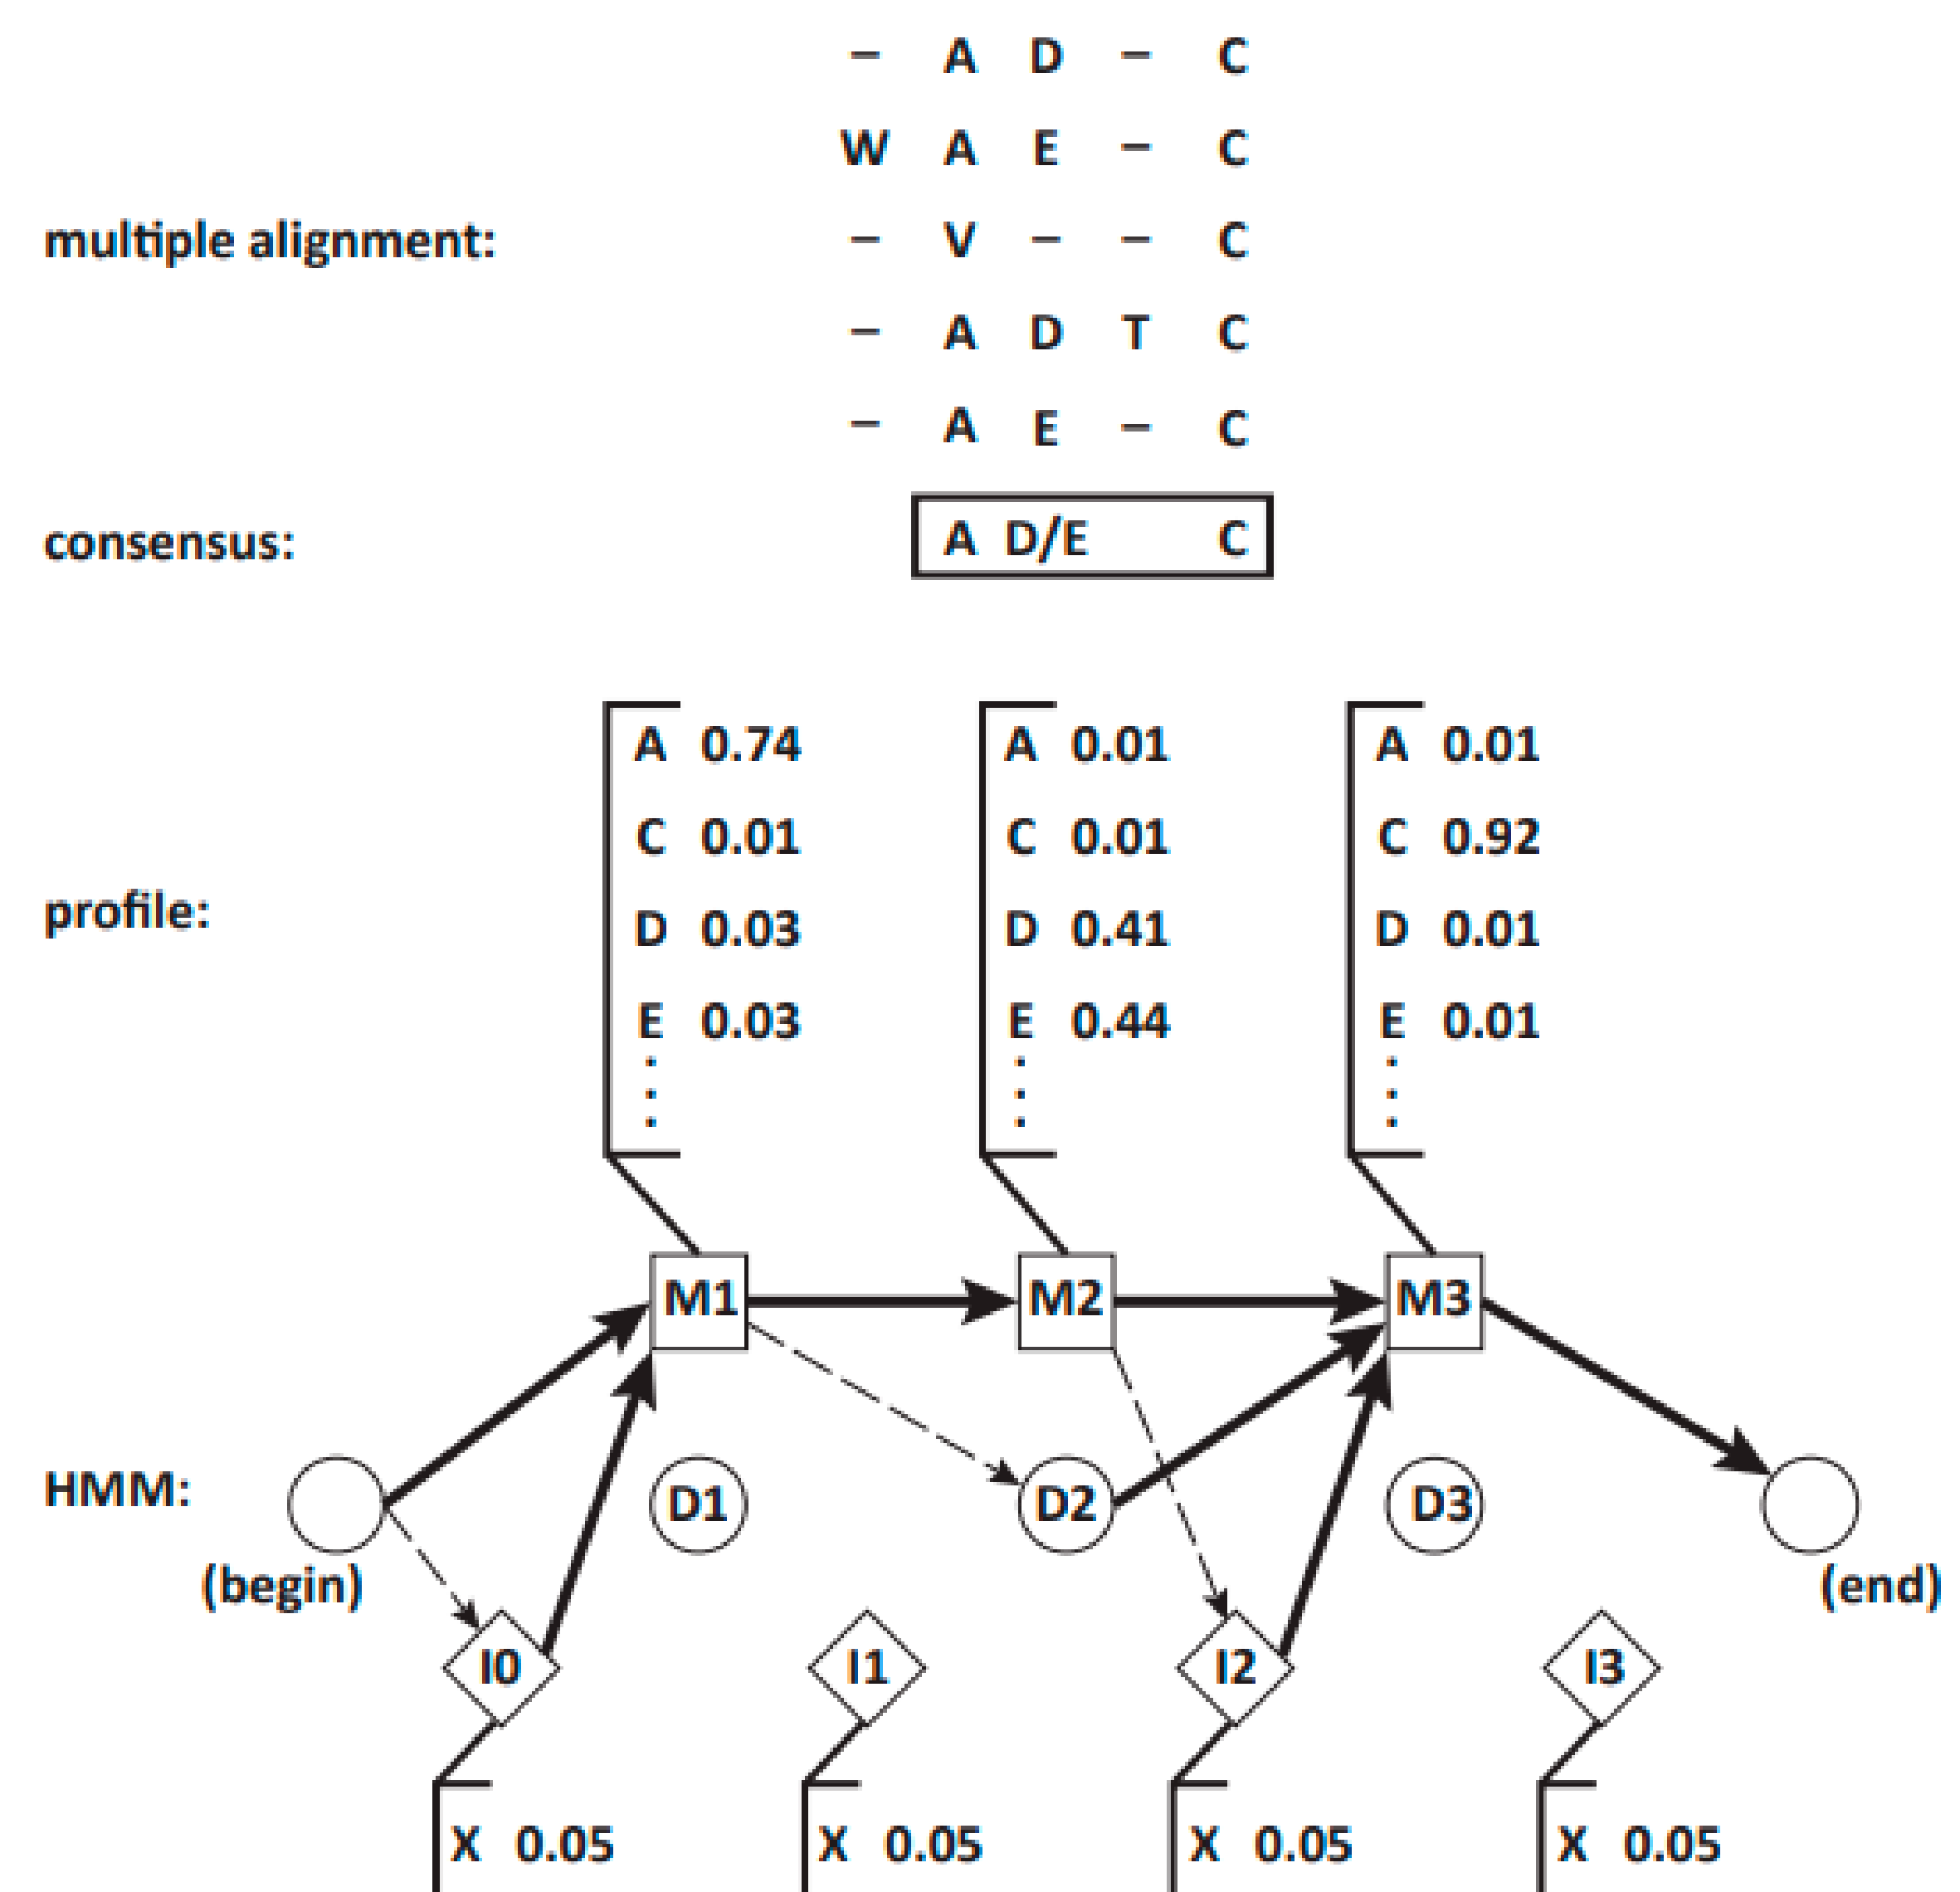 – A D – C
W A E – C
multiple alignment: – V – – C
– A D T C
– A E – C
consensus: A D/E C
A 0.74 A 0.01 A 0.01
C 0.01 C 0.01 C 0.92
profile: D 0.03 D 0.41 D 0.01
E 0.03 E 0.44 E 0.01
M1 M2 M3
HMM: D1 D2 D3
(begin) (end)
I0 I1 I2 I3
X 0.05 X 0.05 X 0.05 X 0.05